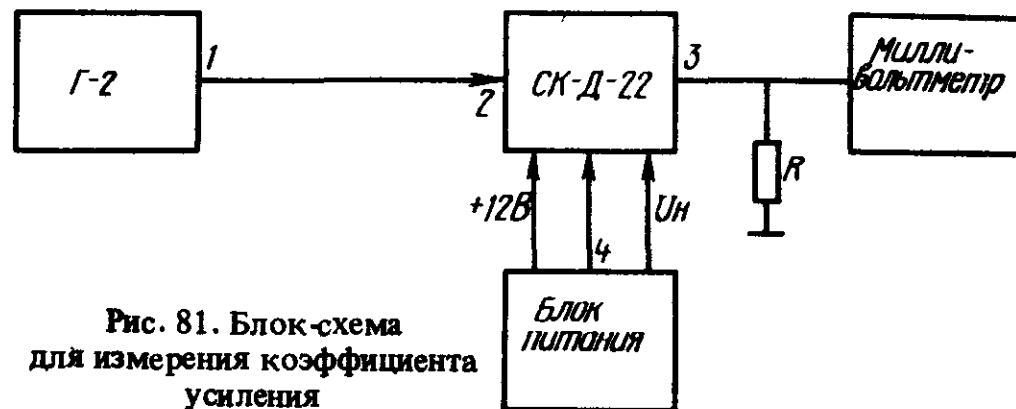 Г-2
1
2
СК-Д-22
3
Милли-
вольтметр
R
+12В
4
Uн
Блок
питания
Рис. 81. Блок-схема
для измерения коэффициента
усиления